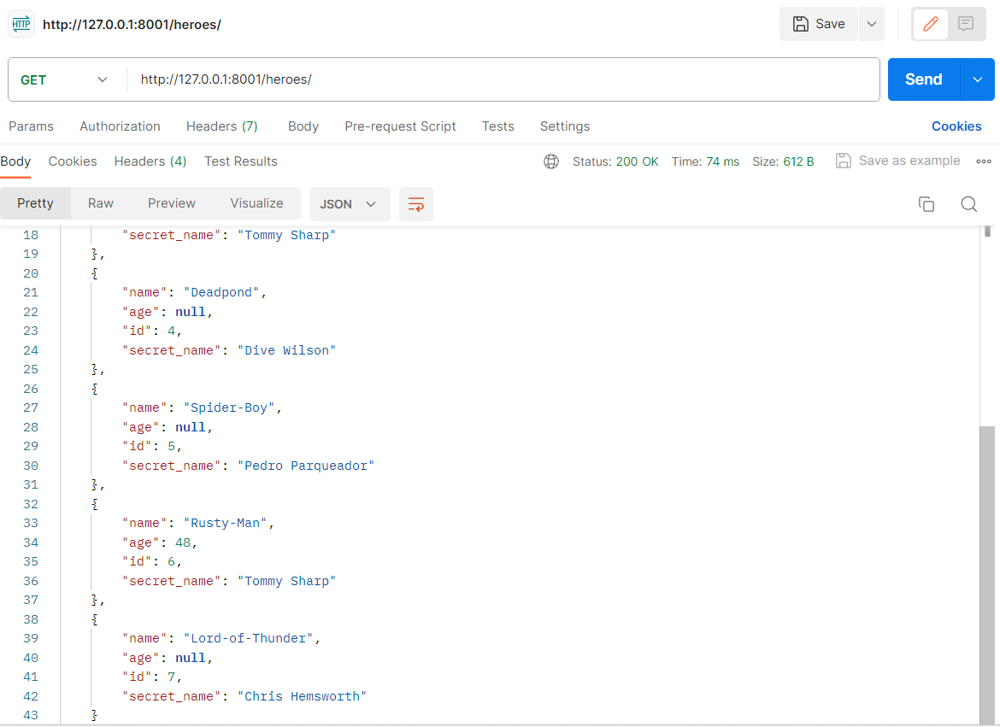 HTTP http://127.0.0.1:8001/heroes/ Save
GET http://127.0.0.1:8001/heroes/ Send
Params Authorization Headers (7) Body Pre-request Script Tests Settings Cookies
Body Cookies Headers (4) Test Results Status: 200 OK Time: 74 ms Size: 612 B Save as example
Pretty Raw Preview Visualize JSON
18 "secret_name": "Tommy Sharp"
19 },
20 {
21 "name": "Deadpond",
22 "age": null,
23 "id": 4,
24 "secret_name": "Dive Wilson"
25 },
26 {
27 "name": "Spider-Boy",
28 "age": null,
29 "id": 5,
30 "secret_name": "Pedro Parqueador"
31 },
32 {
33 "name": "Rusty-Man",
34 "age": 48,
35 "id": 6,
36 "secret_name": "Tommy Sharp"
37 },
38 {
39 "name": "Lord-of-Thunder",
40 "age": null,
41 "id": 7,
42 "secret_name": "Chris Hemsworth"
43 }